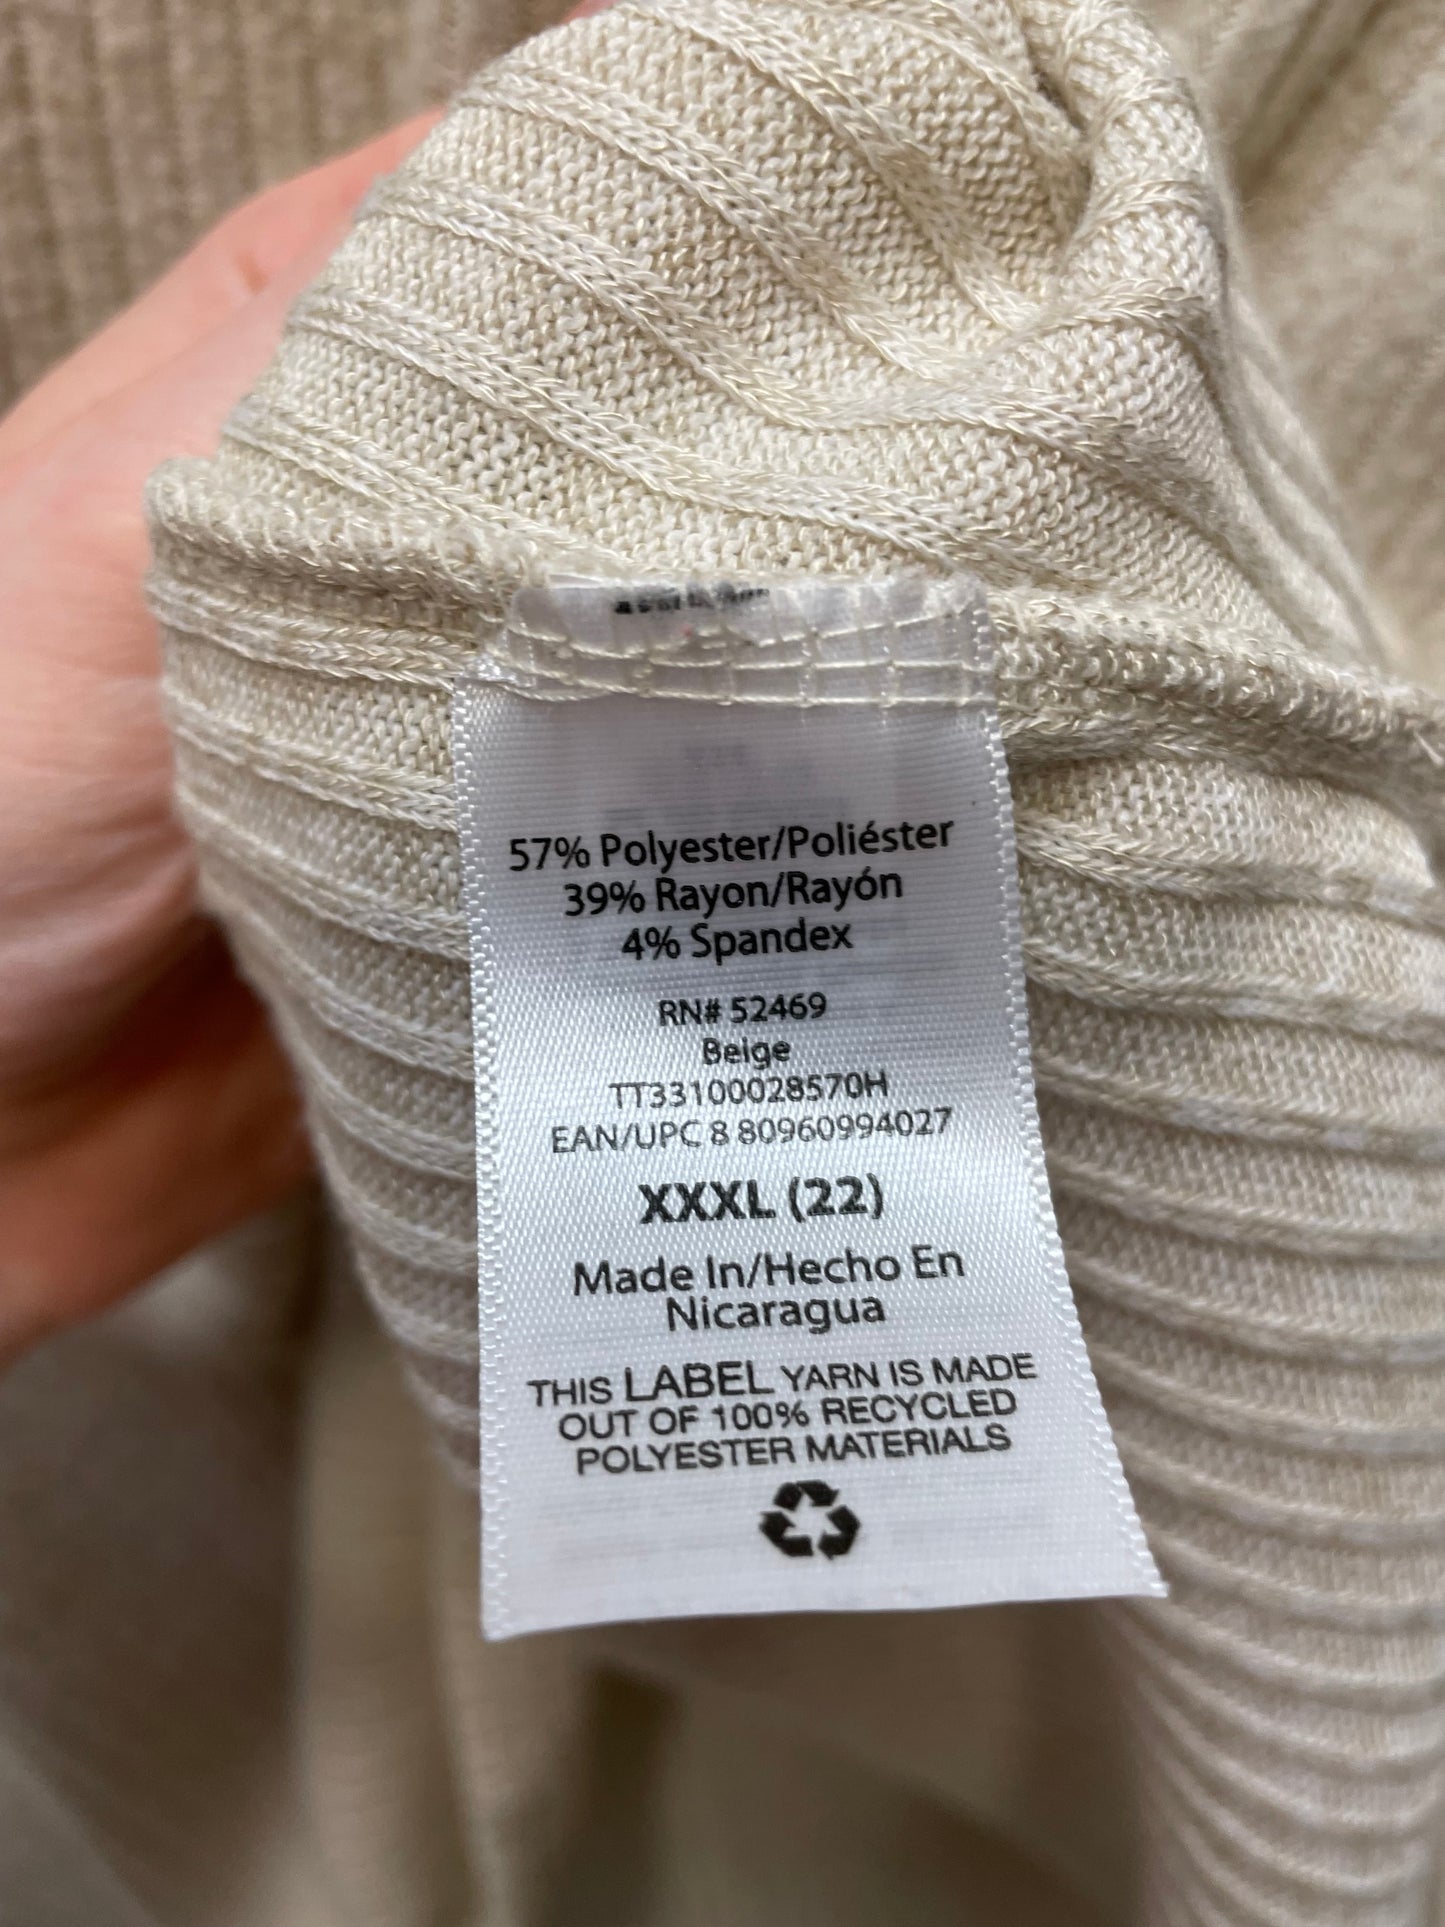 57% Polyester/Poliéster
39% Rayon/Rayón
4% Spandex
RN# 52469
Beige
TT33100028570H
EAN/UPC 8 80960994027
XXXL (22)
Made In/Hecho En
Nicaragua
THIS LABEL YARN IS MADE
OUT OF 100% RECYCLED
POLYESTER MATERIALS